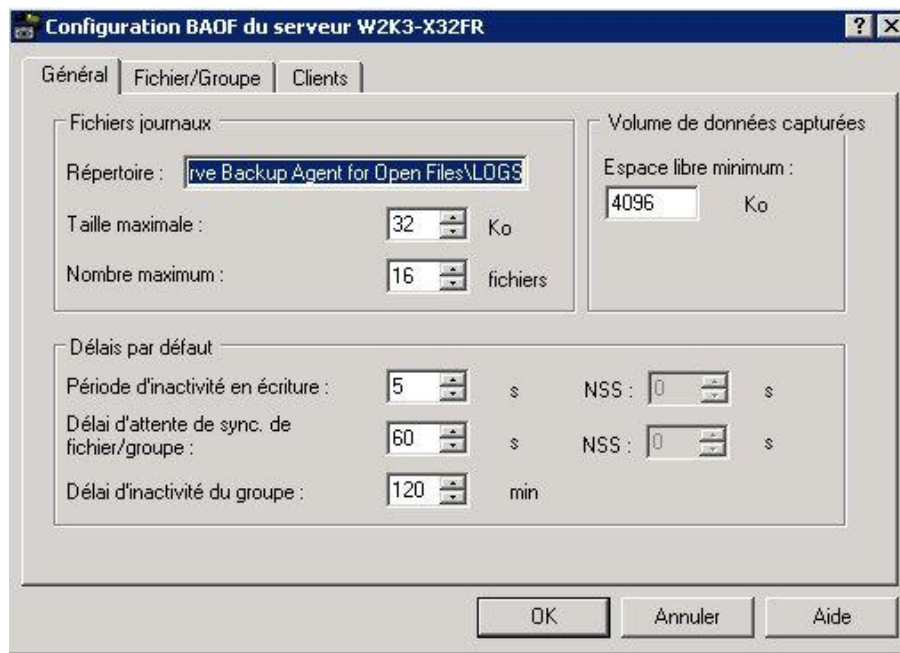 Configuration BAOF du serveur W2K3-X32FR
Général
Fichier/Groupe
Clients
Fichiers journaux
Répertoire : rve Backup Agent for Open Files\LOGS
Taille maximale : 32 Ko
Nombre maximum : 16 fichiers
Volume de données capturées
Espace libre minimum :
4096 Ko
Délais par défaut
Période d'inactivité en écriture : 5 s NSS : 0 s
Délai d'attente de sync. de
fichier/groupe : 60 s NSS : 0 s
Délai d'inactivité du groupe : 120 min
OK
Annuler
Aide